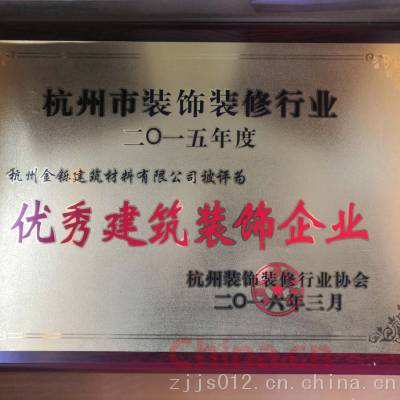 杭州市装饰装修行业
二〇一五年度
杭州金铄建筑材料有限公司被评为
优秀建筑装饰企业
杭州装饰装修行业协会
二〇一六年三月
China.cn
zjjs012.cn.china.cn